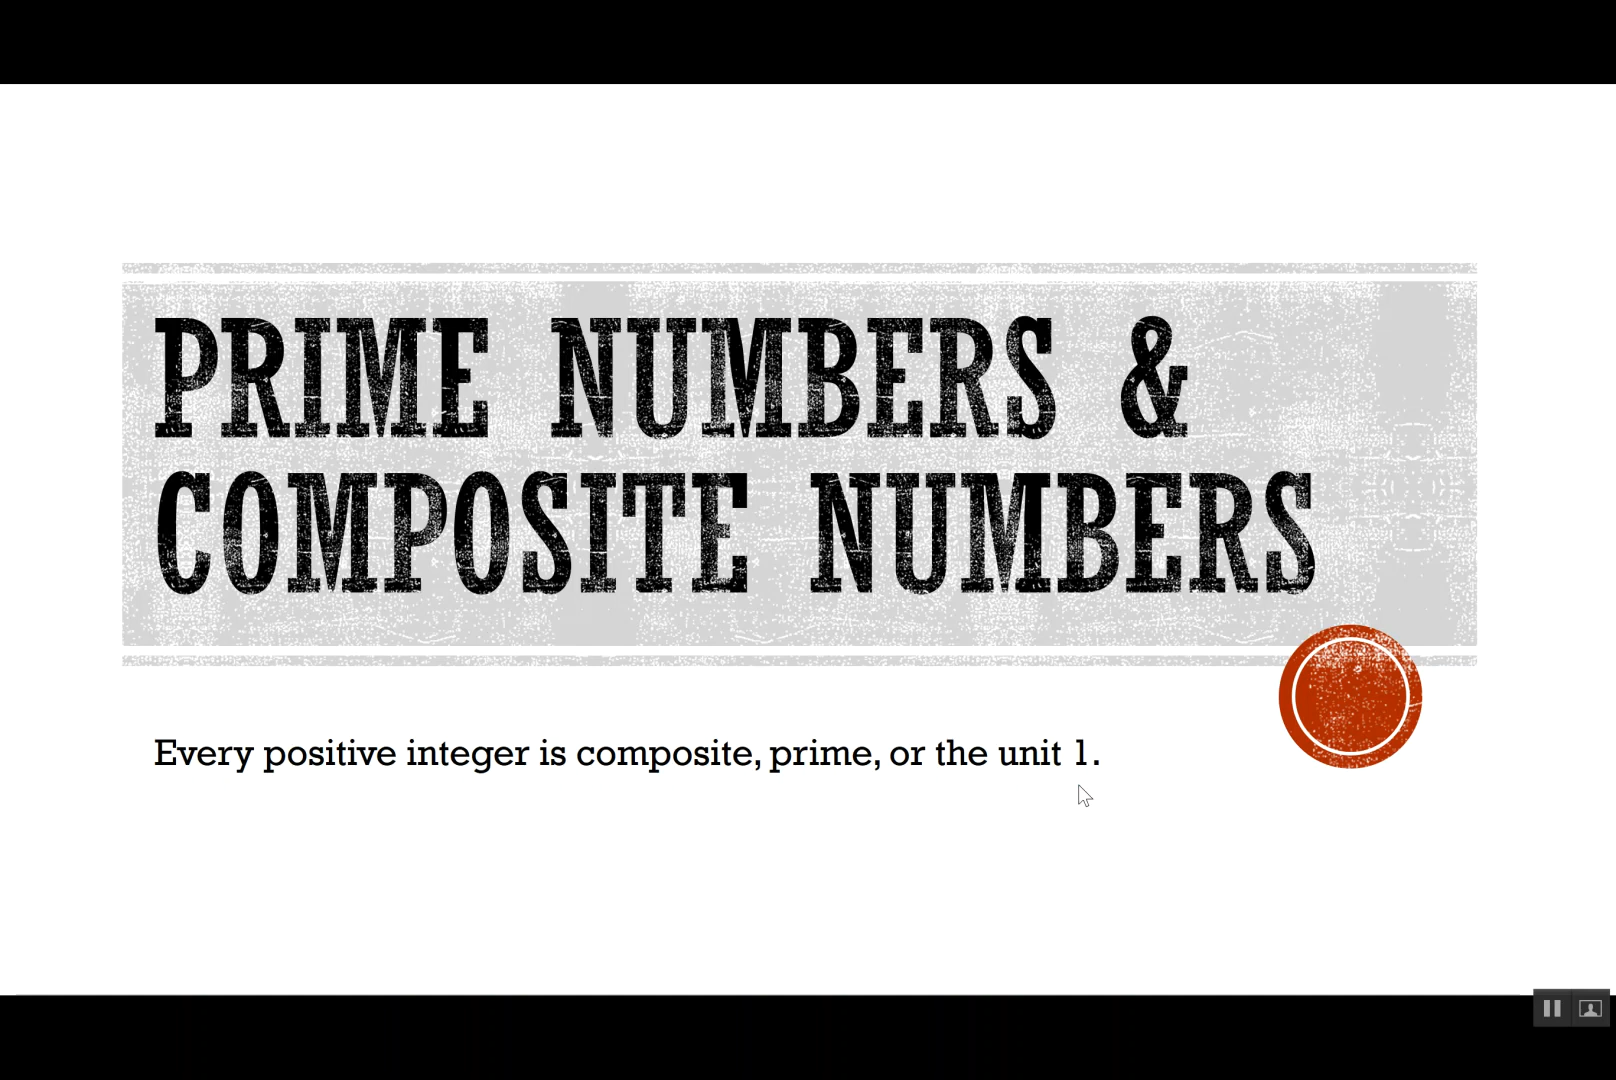 PRIME NUMBERS &
COMPOSITE NUMBERS
Every positive integer is composite, prime, or the unit 1.